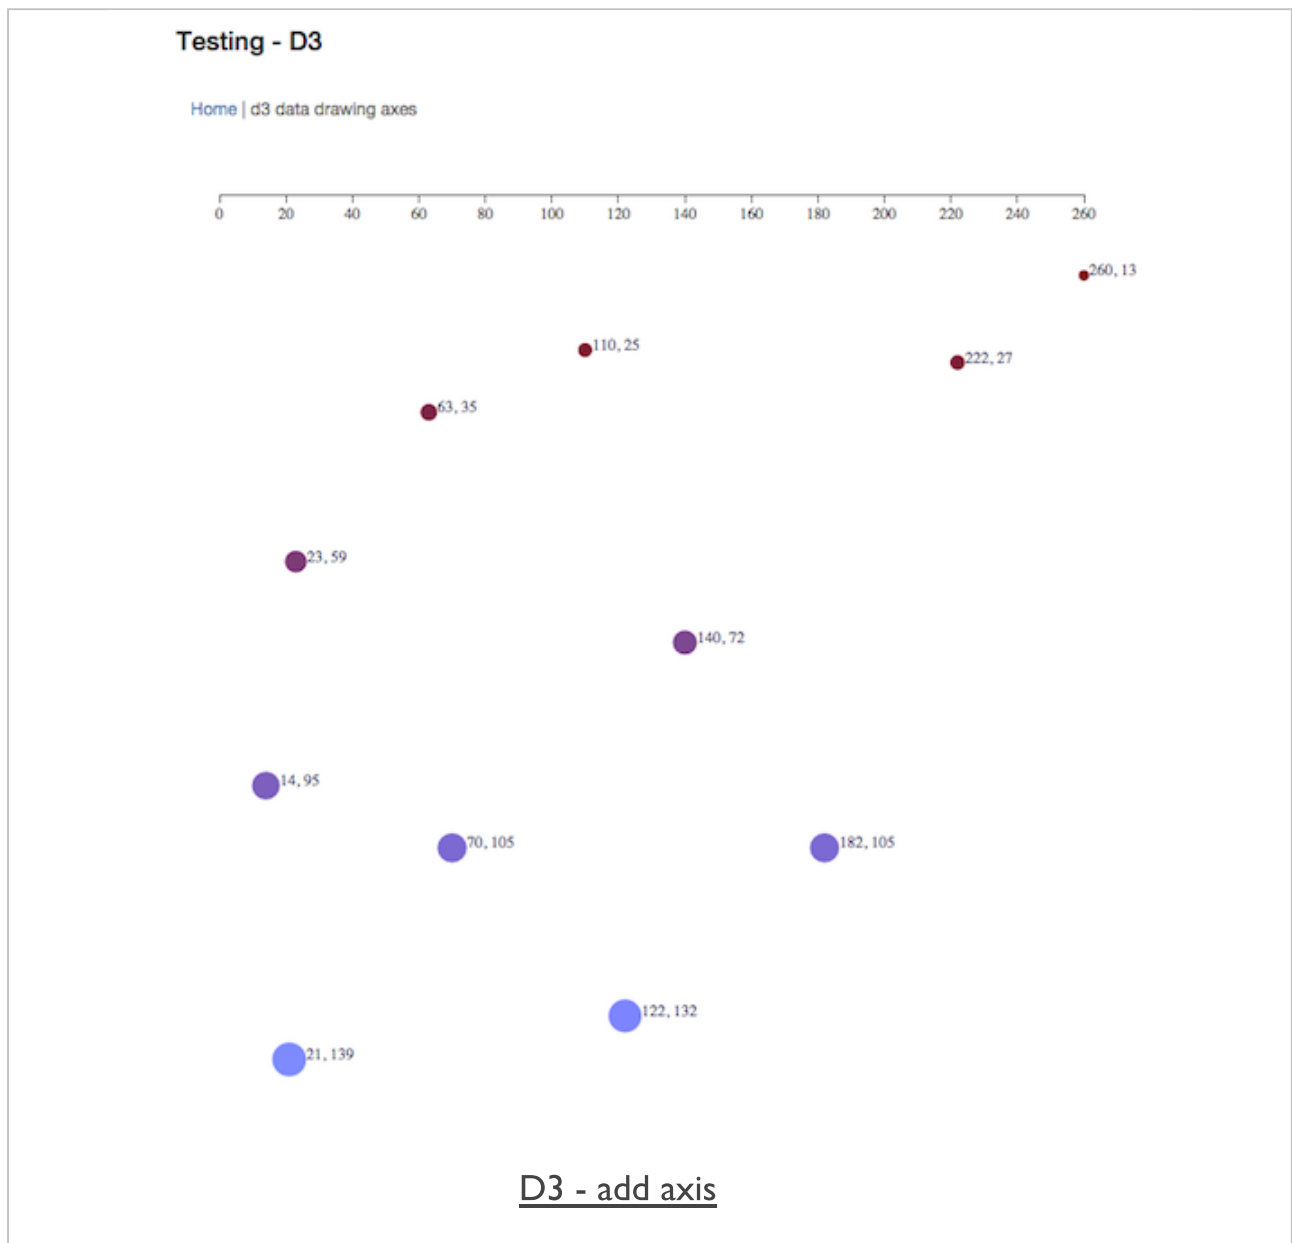 Testing - D3
Home | d3 data drawing axes
0 20 40 60 80 100 120 140 160 180 200 220 240 260
260, 13
110, 25
222, 27
63, 35
23, 59
140, 72
14, 95
70, 105
182, 105
122, 132
21, 139
D3 - add axis